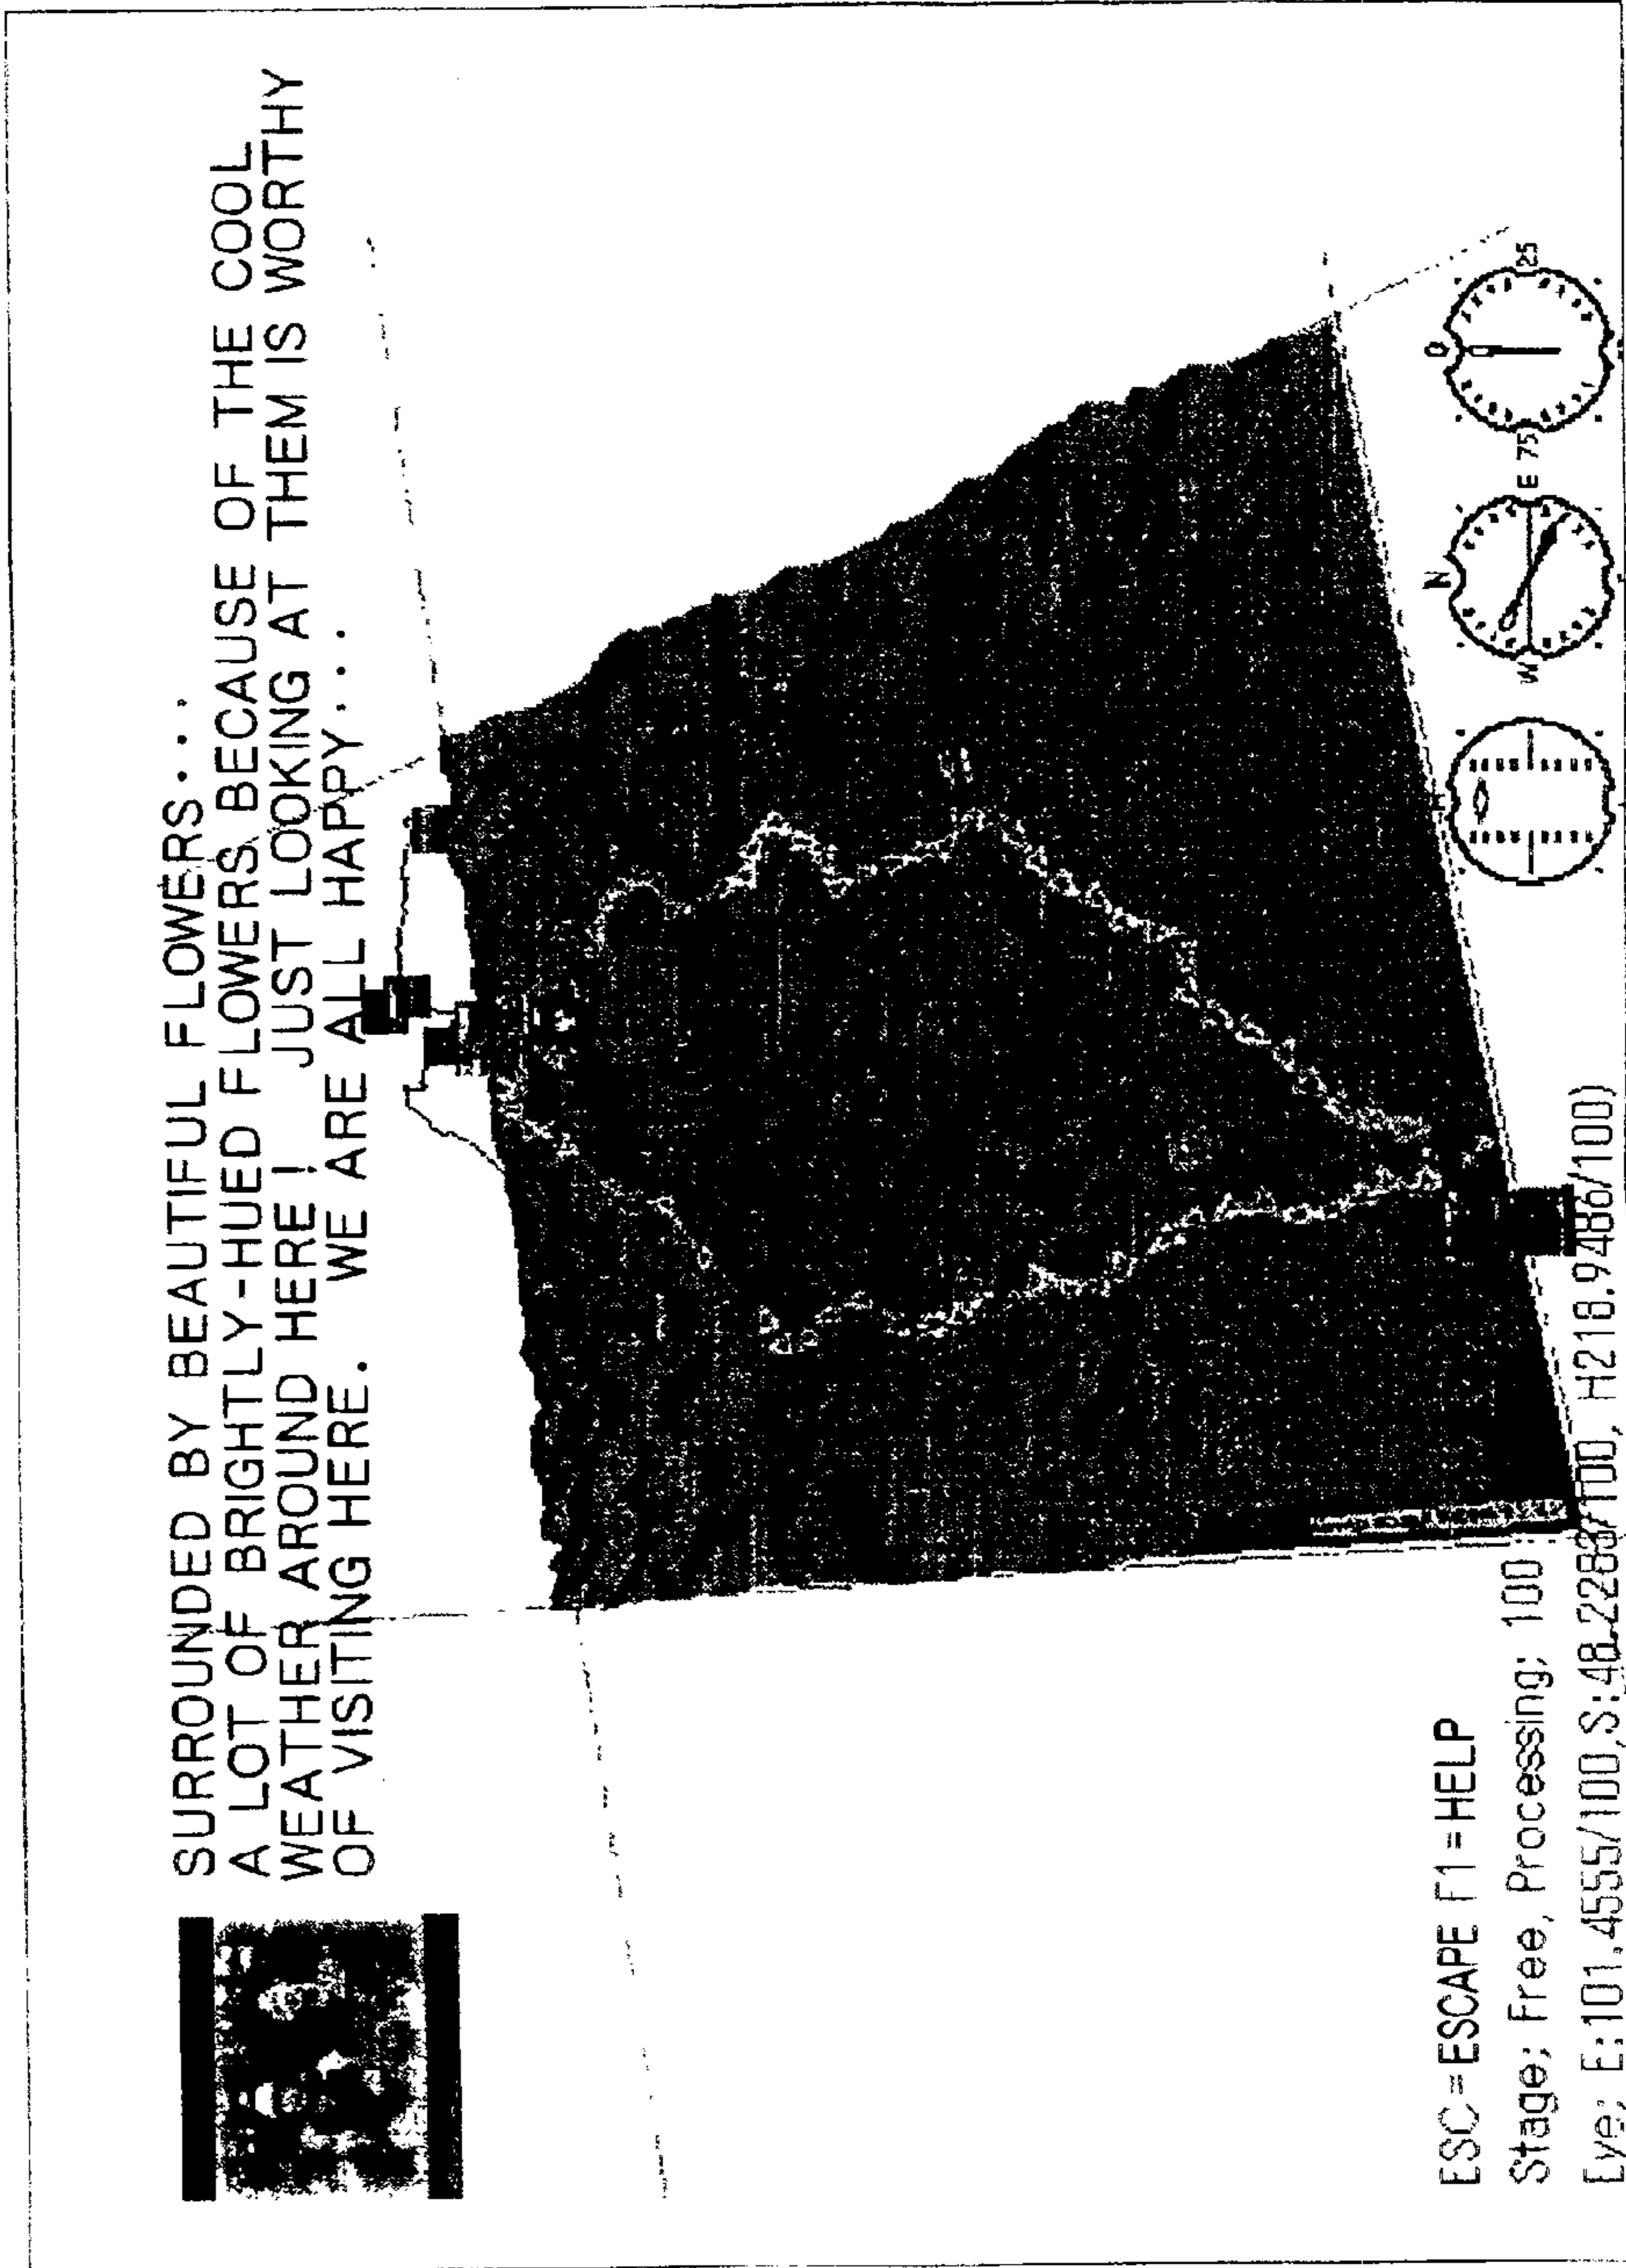 SURROUNDED BY BEAUTIFUL FLOWERS...
A LOT OF BRIGHTLY-HUED FLOWERS BECAUSE OF THE COOL
WEATHER AROUND HERE! JUST LOOKING AT THEM IS WORTHY
OF VISITING HERE. WE ARE ALL HAPPY...
N
0
W
E
75
25
ESC=ESCAPE F1=HELP
Stage; Free, Processing; 100
Eye; E:101.4555/100,S:48.2283/100, H218.9486/100)